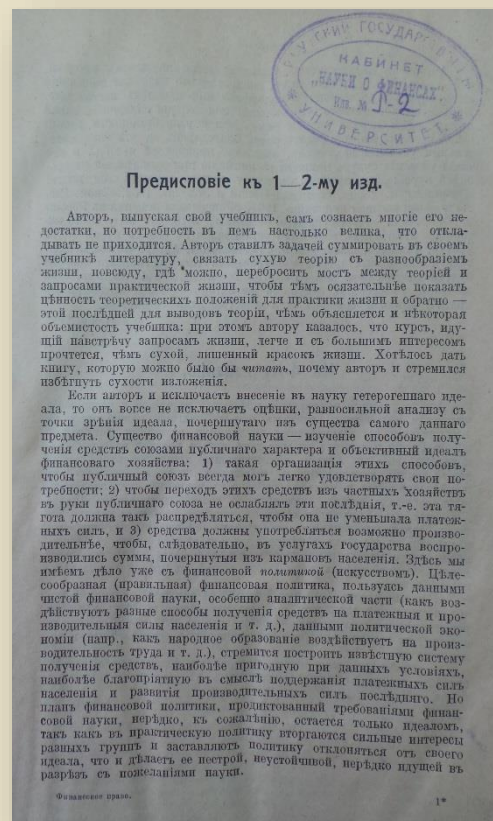 ГОСУДАРСТВЕН
КАБИНЕТ
"НАУКИ О ФИНАНСАХ".
Кп. № Ф-2
УНИВЕРСИТЕТ.
Предисловіе къ 1—2-му изд.
Авторъ, выпуская свой учебникъ, самъ сознаетъ многіе его не-
достатки, но потребность въ немъ настолько велика, что откла-
дывать не приходится. Авторъ ставилъ задачей суммировать въ своемъ
учебникѣ литературу, связать сухую теорію съ разнообразіемъ
жизни, повсюду, гдѣ можно, перебросить мостъ между теоріей и
запросами практической жизни, чтобы тѣмъ осязательнѣе показать
цѣнность теоретическихъ положеній для практики жизни и обратно —
этой послѣдней для выводовъ теоріи, чѣмъ объясняется и нѣкоторая
объемистость учебника: при этомъ автору казалось, что курсъ, иду-
щій навстрѣчу запросамъ жизни, легче и съ большимъ интересомъ
прочтется, чѣмъ сухой, лишенный красокъ жизни. Хотѣлось дать
книгу, которую можно было бы читать, почему авторъ и стремился
избѣгнуть сухости изложенія.
Если авторъ и исключаетъ внесеніе въ науку гетерогеннаго иде-
ала, то онъ вовсе не исключаетъ оцѣнки, равносильной анализу съ
точки зрѣнія идеала, почерпнутаго изъ существа самого даннаго
предмета. Существо финансовой науки — изученіе способовъ полу-
ченія средствъ союзами публичнаго характера и объективный идеалъ
финансоваго хозяйства: 1) такая организація этихъ способовъ,
чтобы публичный союзъ всегда могъ легко удовлетворять свои по-
требности; 2) чтобы переходъ этихъ средствъ изъ частныхъ хозяйствъ
въ руки публичнаго союза не ослаблялъ эти послѣднія, т.-е. эта тя-
гота должна такъ распредѣляться, чтобы она не уменьшала платеж-
ныхъ силъ, и 3) средства должны употребляться возможно произво-
дительнѣе, чтобы, слѣдовательно, въ услугахъ государства воспро-
изводились суммы, почерпнутыя изъ кармановъ населенія. Здѣсь мы
имѣемъ дѣло уже съ финансовой политикой (искусствомъ). Цѣле-
сообразная (правильная) финансовая политика, пользуясь данными
чистой финансовой науки, особенно аналитической части (какъ воз-
дѣйствуютъ разные способы полученія средствъ на платежныя и про-
изводительныя силы населенія и т. д.), данными политической эко-
номіи (напр., какъ народное образованіе воздѣйствуетъ на произ-
водительность труда и т. д.), стремится построить извѣстную систему
полученія средствъ, наиболѣе пригодную при данныхъ условіяхъ,
наиболѣе благопріятную въ смыслѣ поддержанія платежныхъ силъ
населенія и развитія производительныхъ силъ послѣдняго. Но
планъ финансовой политики, продиктованный требованіями финан-
совой науки, нерѣдко, къ сожалѣнію, остается только идеаломъ,
такъ какъ въ практическую политику вторгаются сильные интересы
разныхъ группъ и заставляютъ политику отклоняться отъ своего
идеала, что и дѣлаетъ ее пестрой, неустойчивой, нерѣдко идущей въ
разрѣзъ съ пожеланіями науки.
Финансовое право.
1*